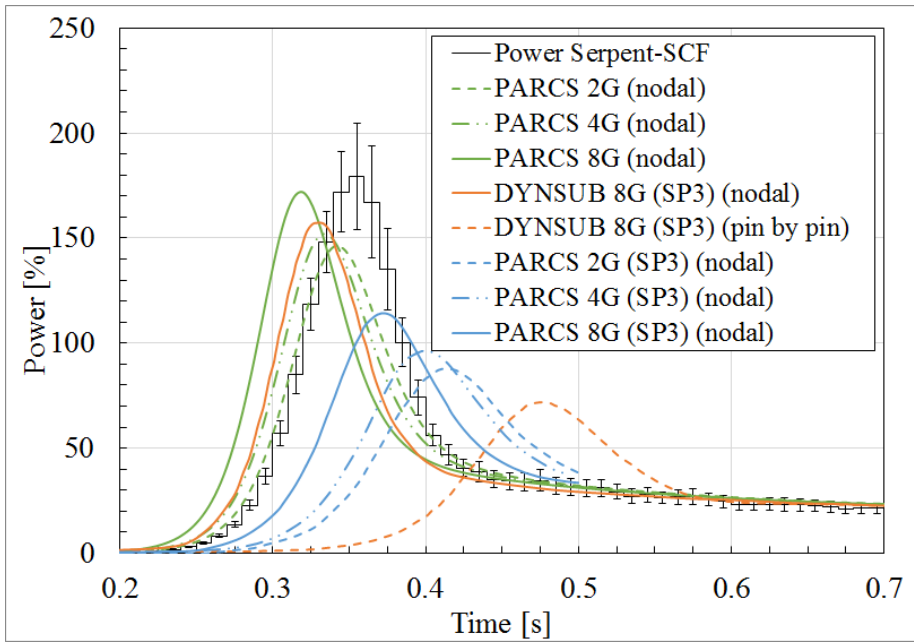 250
200
150
100
50
0
Power [%]
Power Serpent-SCF
PARCS 2G (nodal)
PARCS 4G (nodal)
PARCS 8G (nodal)
DYNSUB 8G (SP3) (nodal)
DYNSUB 8G (SP3) (pin by pin)
PARCS 2G (SP3) (nodal)
PARCS 4G (SP3) (nodal)
PARCS 8G (SP3) (nodal)
0.2 0.3 0.4 0.5 0.6 0.7
Time [s]